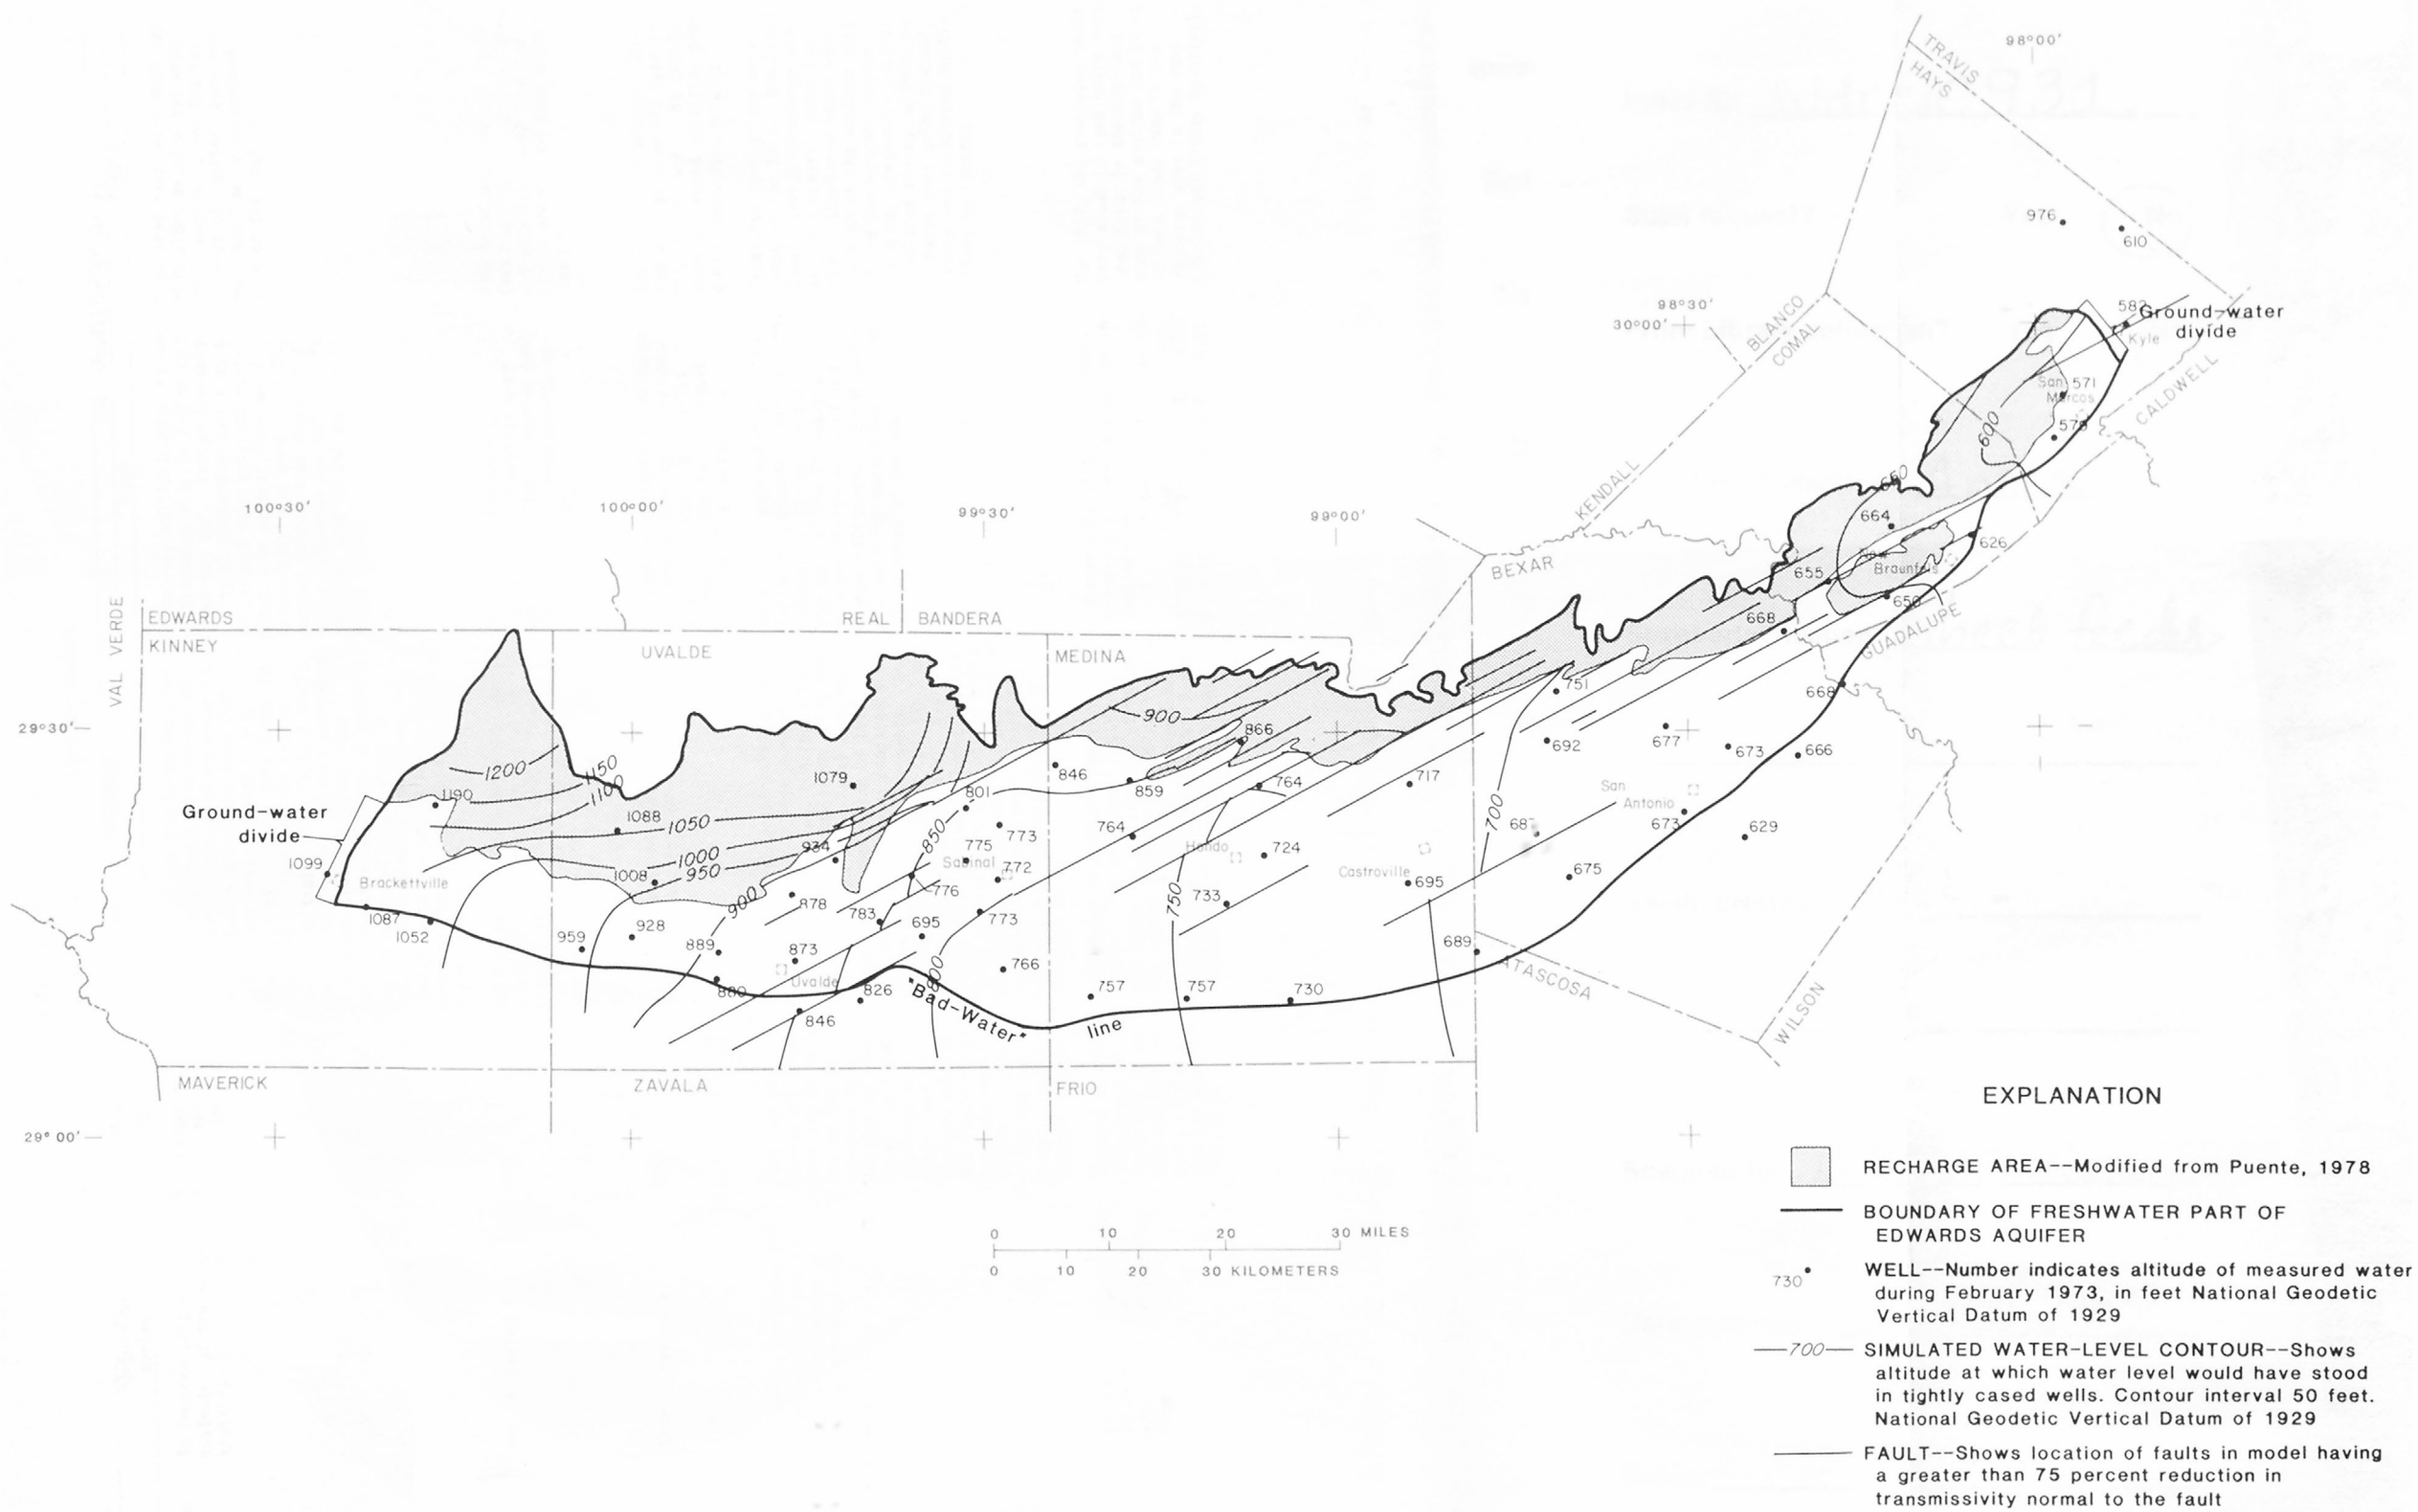 98°00'
TRAVIS
HAYS
976
610
98°30'
30°00'
BLANCO
COMAL
582
Ground-water
divide
Kyle
San
571
Marcos
CALDWELL
600
KENDALL
100°30'
100°00'
99°30'
99°00'
664
626
New
Braunfels
655
650
BEXAR
668
GUADALUPE
VAL VERDE
EDWARDS
KINNEY
REAL
BANDERA
UVALDE
MEDINA
751
668
29°30'
900
866
692
677
673
666
1200
1150
1100
1079
846
859
764
717
1190
801
San
Antonio
Ground-water
divide
1088
1050
850
773
764
700
673
629
1099
1000
934
775
Sabinal
772
Hondo
724
Castroville
675
Brackettville
1008
950
776
695
900
878
783
733
750
1087
1052
928
695
773
959
889
873
689
Uvalde
766
ATASCOSA
880
826
800
"Bad-Water"
line
757
757
730
846
WILSON
MAVERICK
ZAVALA
FRIO
29°00'
EXPLANATION
RECHARGE AREA--Modified from Puente, 1978
BOUNDARY OF FRESHWATER PART OF
EDWARDS AQUIFER
730
WELL--Number indicates altitude of measured water
during February 1973, in feet National Geodetic
Vertical Datum of 1929
700
SIMULATED WATER-LEVEL CONTOUR--Shows
altitude at which water level would have stood
in tightly cased wells. Contour interval 50 feet.
National Geodetic Vertical Datum of 1929
FAULT--Shows location of faults in model having
a greater than 75 percent reduction in
transmissivity normal to the fault
0 10 20 30 MILES
0 10 20 30 KILOMETERS